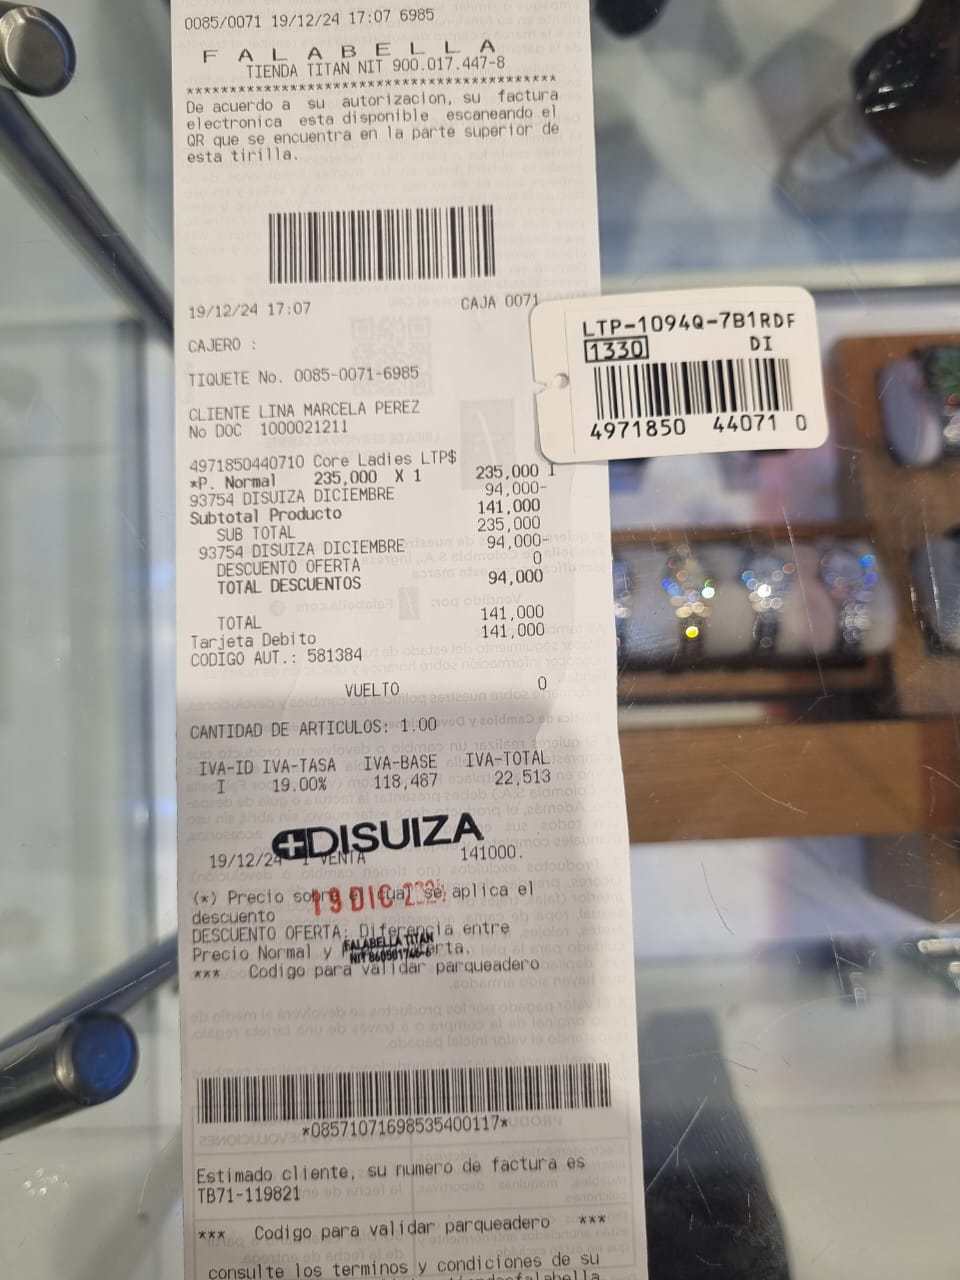 0085/0071 19/12/24 17:07 6985
F A L A B E L L A
TIENDA TITAN NIT 900.017.447-8
******************************************
De acuerdo a su autorizacion, su factura
electronica esta disponible escaneando el
QR que se encuentra en la parte superior de
esta tirilla.
19/12/24 17:07 CAJA 0071
CAJERO :
TIQUETE No. 0085-0071-6985
CLIENTE LINA MARCELA PEREZ
No DOC 1000021211
4971850440710 Core Ladies LTP$
*P. Normal 235,000 X 1 235,000 I
93754 DISUIZA DICIEMBRE 94,000-
Subtotal Producto 141,000
SUB TOTAL 235,000
93754 DISUIZA DICIEMBRE 94,000-
DESCUENTO OFERTA 0
TOTAL DESCUENTOS 94,000
TOTAL 141,000
Tarjeta Debito 141,000
CODIGO AUT.: 581384
VUELTO 0
CANTIDAD DE ARTICULOS: 1.00
IVA-ID IVA-TASA IVA-BASE IVA-TOTAL
I 19.00% 118,487 22,513
DISUIZA
19/12/24 1 VENTA 141000.
19 DIC
(*) Precio sobre el cual se aplica el
descuento
DESCUENTO OFERTA: Diferencia entre
Precio Normal y
FALABELLA TITAN
*** Codigo para validar parqueadero
*08571071698535400117*
Estimado cliente, su numero de factura es
TB71-119821
*** Codigo para validar parqueadero ***
consulte los terminos y condiciones de su
LTP-1094Q-7B1RDF
1330 DI
4971850 44071 0